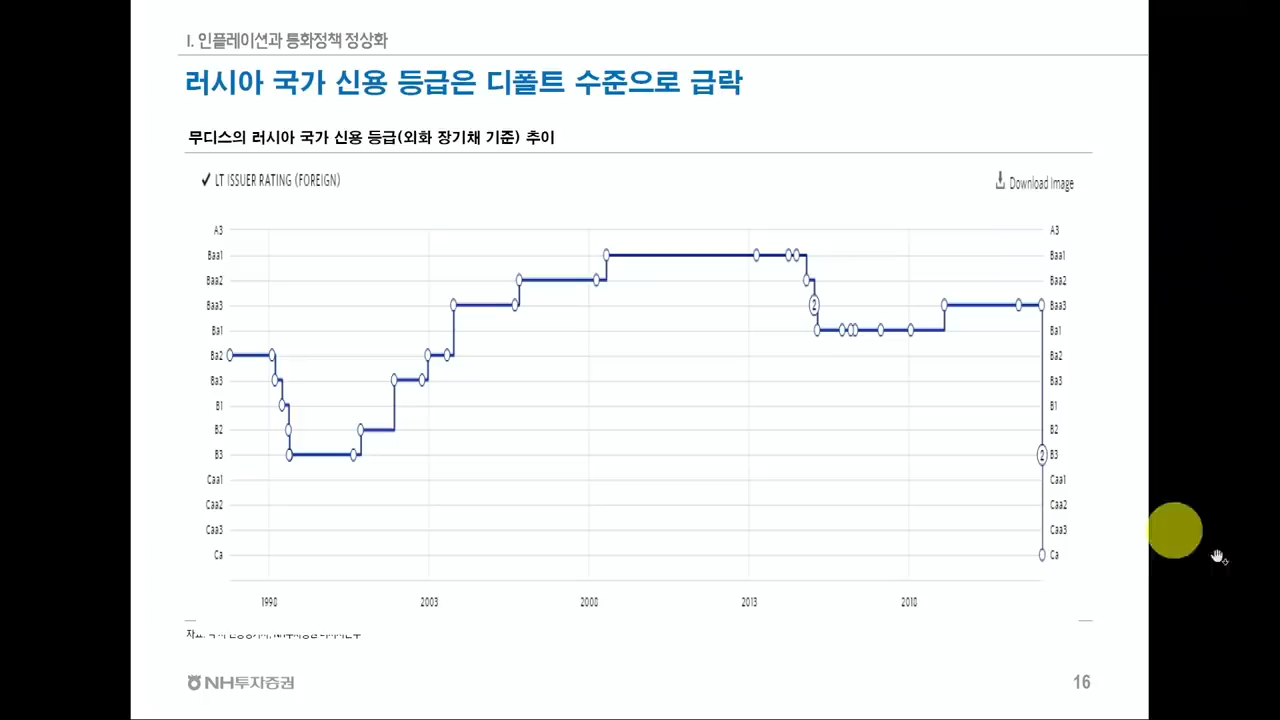 I. 인플레이션과 통화정책 정상화
러시아 국가 신용 등급은 디폴트 수준으로 급락
무디스의 러시아 국가 신용 등급(외화 장기채 기준) 추이
✓ LT ISSUER RATING (FOREIGN)
Download Image
A3 A3
Baa1 Baa1
Baa2 Baa2
Baa3 2 Baa3
Ba1 Ba1
Ba2 Ba2
Ba3 Ba3
B1 B1
B2 B2
B3 2 B3
Caa1 Caa1
Caa2 Caa2
Caa3 Caa3
Ca Ca
1998 2003 2008 2013 2018
NH투자증권
16